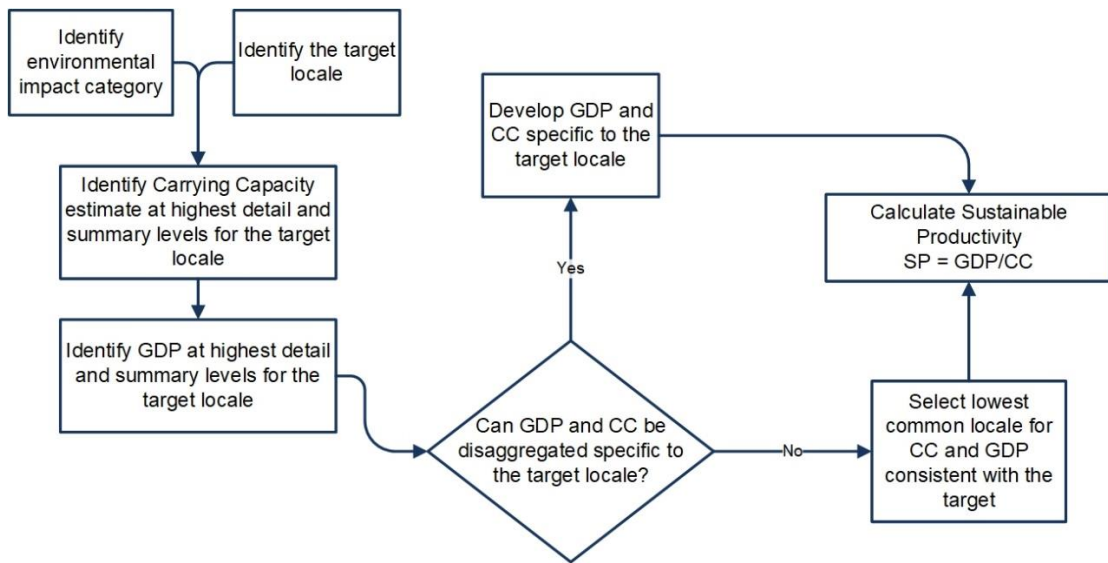 Identify
environmental
impact category
Identify the target
locale
Identify Carrying Capacity
estimate at highest detail and
summary levels for the target
locale
Identify GDP at highest detail
and summary levels for the
target locale
Can GDP and CC be
disaggregated specific to
the target locale?
Yes
Develop GDP and
CC specific to the
target locale
No
Select lowest
common locale for
CC and GDP
consistent with the
target
Calculate Sustainable
Productivity
SP = GDP/CC